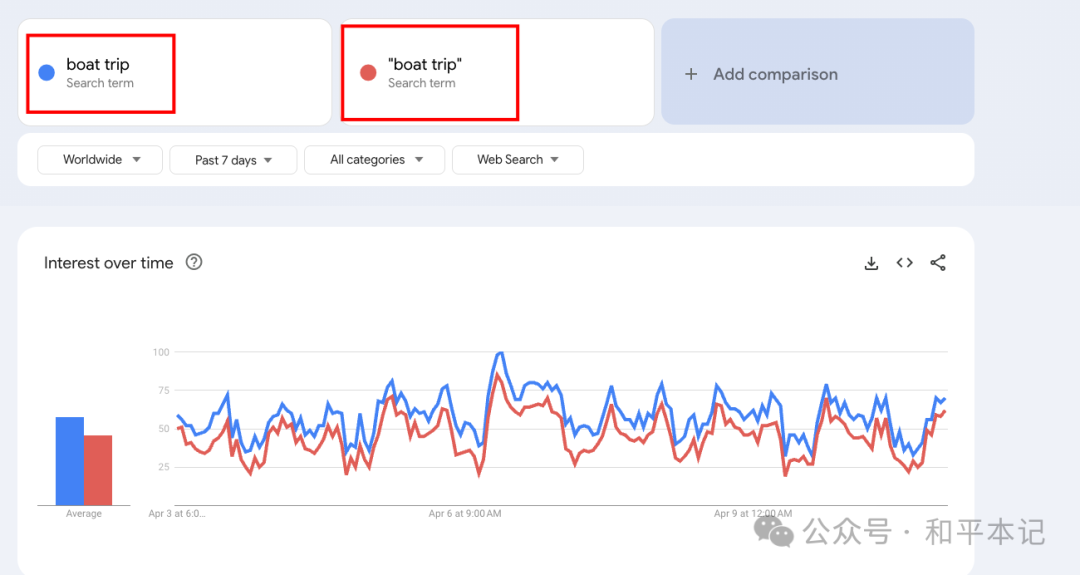 boat trip
Search term
"boat trip"
Search term
+ Add comparison
Worldwide
Past 7 days
All categories
Web Search
Interest over time
100
75
50
25
Average
Apr 3 at 6:0...
Apr 6 at 9:00 AM
Apr 9 at 12:00 AM
公众号 · 和平本记